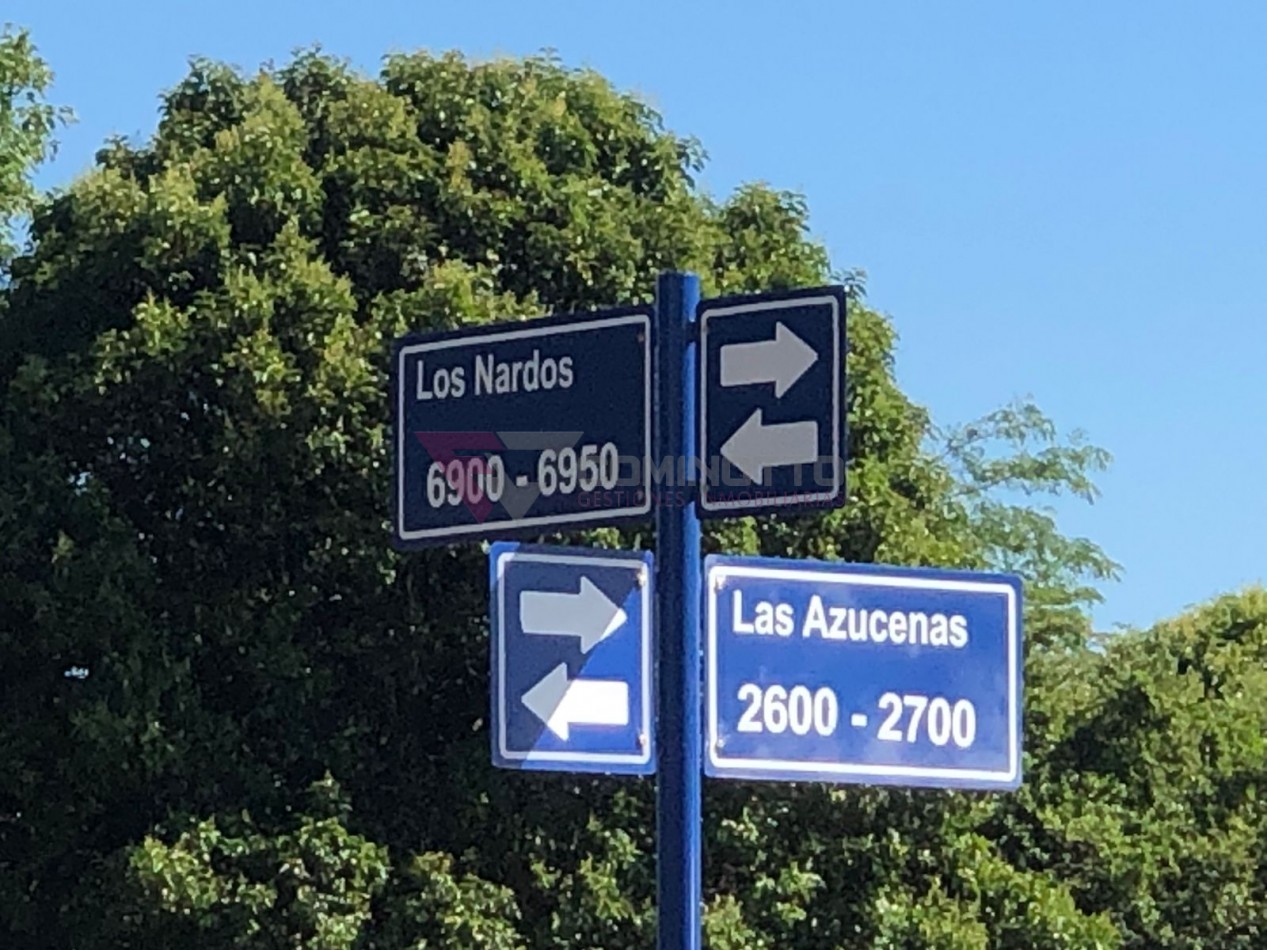 Los Nardos
6900 - 6950
Las Azucenas
2600 - 2700